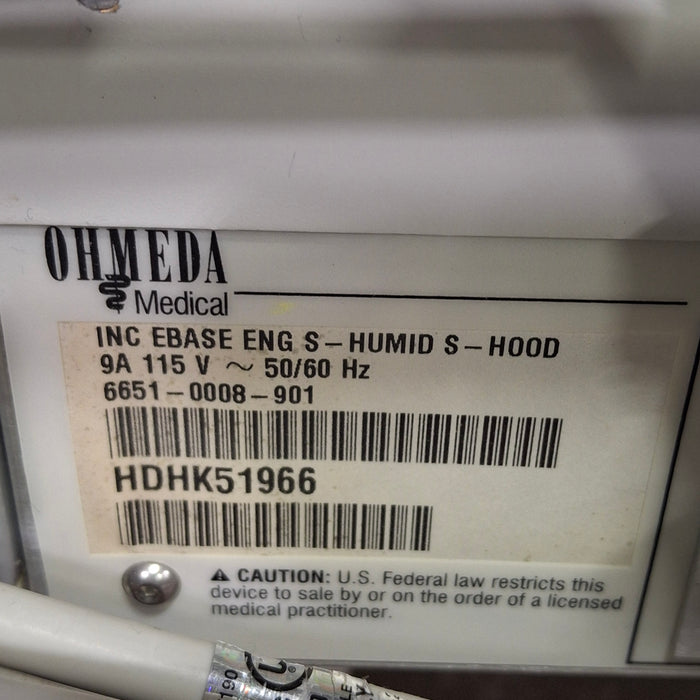 OHMEDA
Medical
INC EBASE ENG S-HUMID S-HOOD
9A 115 V ~ 50/60 Hz
6651-0008-901
HDHK51966
⚠ CAUTION: U.S. Federal law restricts this
device to sale by or on the order of a licensed
medical practitioner.